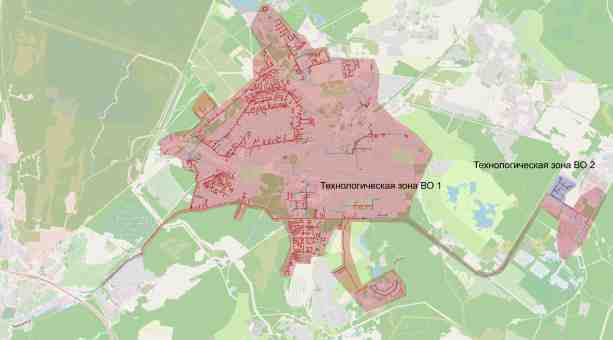 Технологическая зона ВО 2
Технологическая зона ВО 1